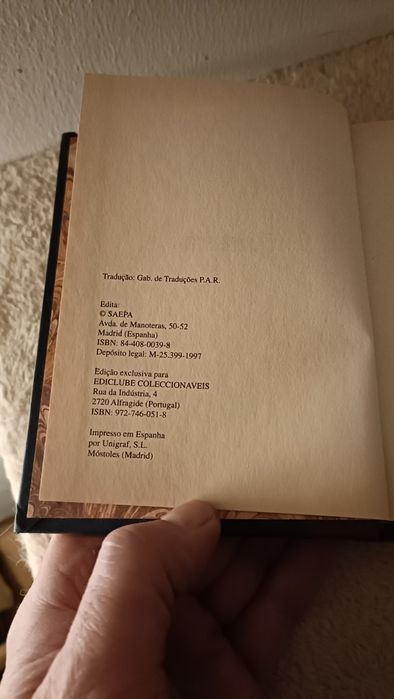 Tradução: Gab. de Traduções P.A.R.
Edita:
© SAEPA
Avda. de Manoteras, 50-52
Madrid (Espanha)
ISBN: 84-408-0039-8
Depósito legal: M-25.399-1997
Edição exclusiva para
EDICLUBE COLECCIONAVEIS
Rua da Indústria, 4
2720 Alfragide (Portugal)
ISBN: 972-746-051-8
Impresso em Espanha
por Unigraf, S.L.
Móstoles (Madrid)